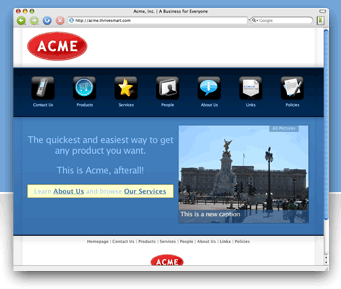 Acme, Inc. | A Business for Everyone
http://acme.thrivesmart.com
Google
ACME
Contact Us Products Services People About Us Links Policies
The quickest and easiest way to get
any product you want.
This is Acme, afterall!
Learn About Us and browse Our Services
All Pictures
This is a new caption
Homepage | Contact Us | Products | Services | People | About Us | Links | Policies
ACME